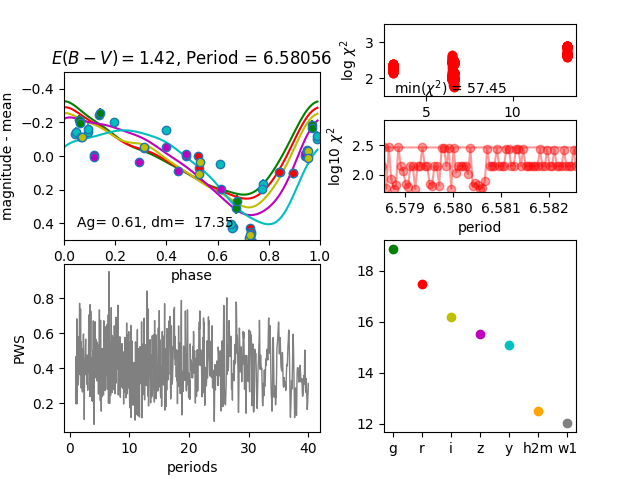 E(B − V) = 1.42, Period = 6.58056
magnitude - mean
−0.4
−0.2
0.0
0.2
0.4
Ag= 0.61, dm= 17.35
0.0 0.2 0.4 0.6 0.8 1.0
phase
log χ²
3
2
min(χ²) = 57.45
5 10
log10 χ²
2.5
2.0
6.579 6.580 6.581 6.582
period
PWS
0.8
0.6
0.4
0.2
0 10 20 30 40
periods
18
16
14
12
g r i z y h2m w1